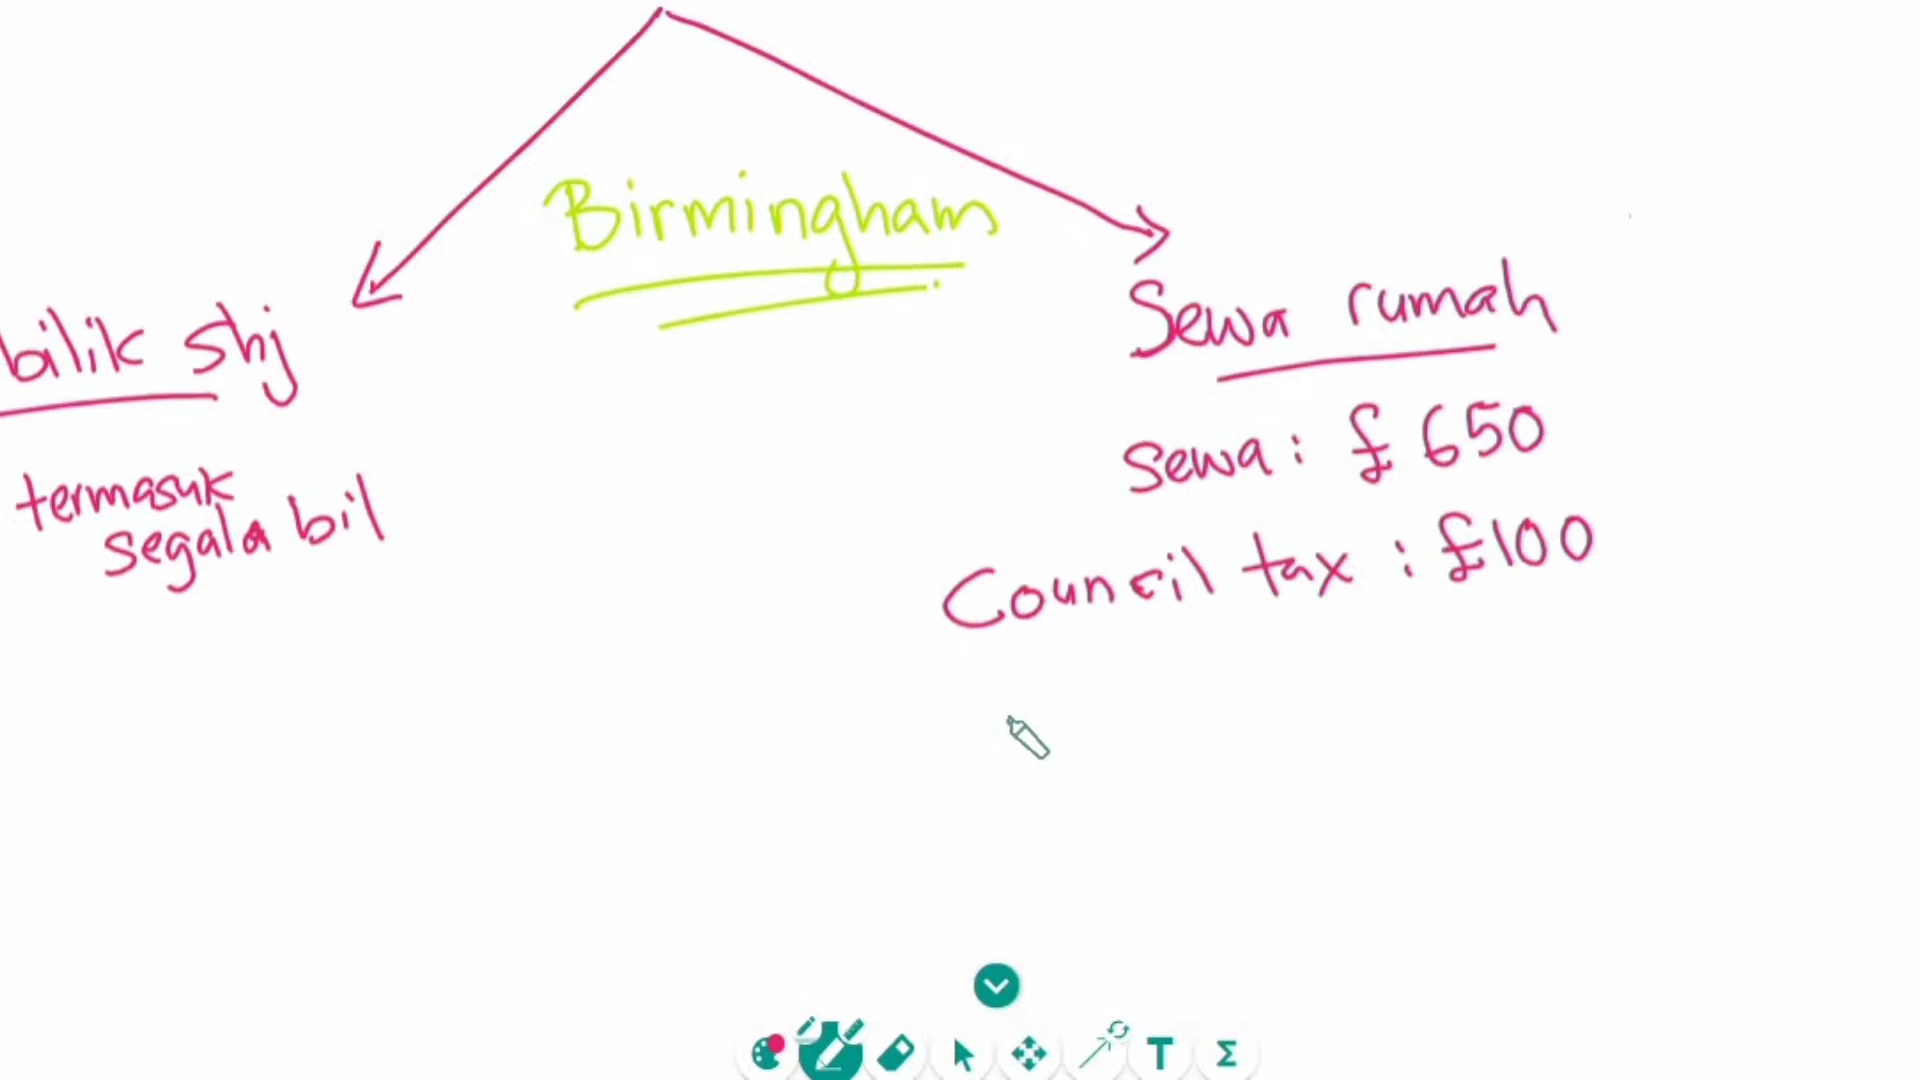 Birmingham
bilik shj
termasuk
segala bil
Sewa rumah
Sewa: £650
Council tax: £100
T
Σ